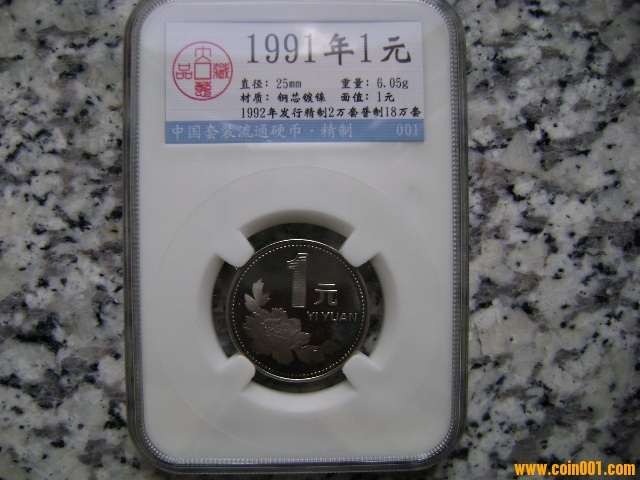 品 藏
1991年1元
直径: 25mm 重量: 6.05g
材质: 钢芯镀镍 面值: 1元
1992年发行精制2万套普制18万套
中国套装流通硬币·精制 001
1元
YI YUAN
www.coin001.com